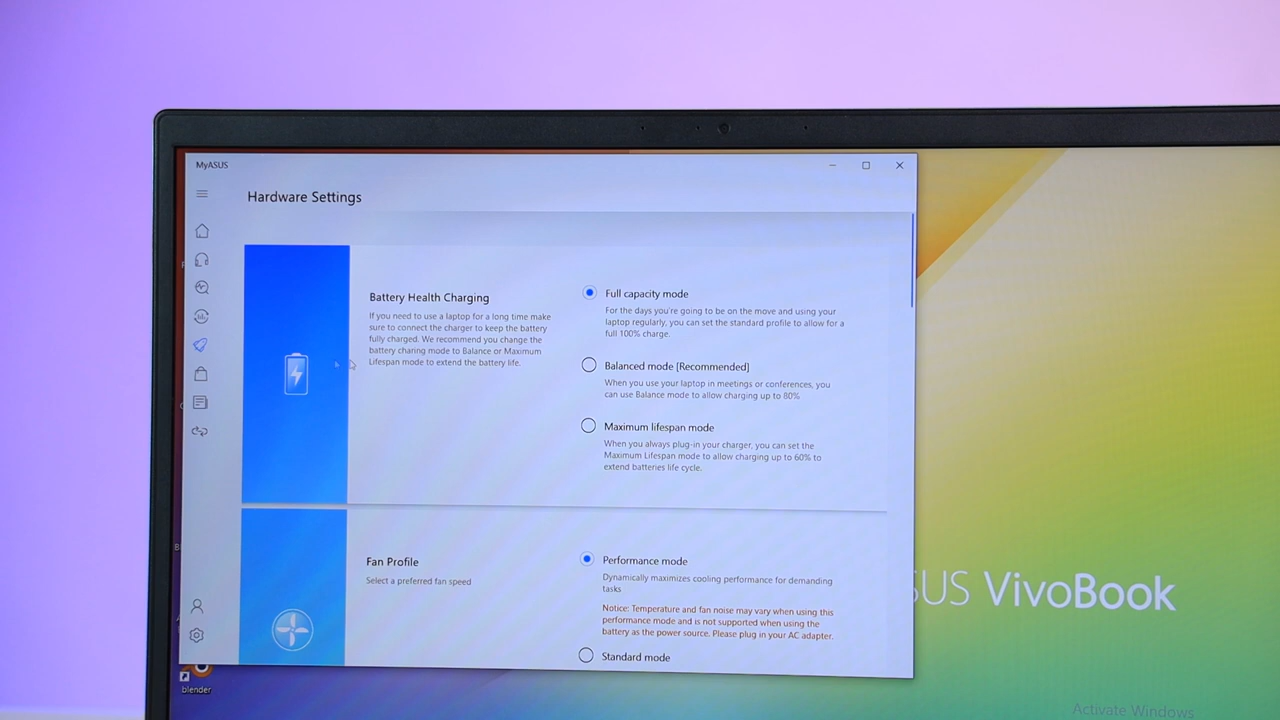 MyASUS
Hardware Settings
Battery Health Charging
If you need to use a laptop for a long time make
sure to connect the charger to keep the battery
fully charged. We recommend you change the
battery charing mode to Balance or Maximum
Lifespan mode to extend the battery life.
Full capacity mode
For the days you're going to be on the move and using your
laptop regularly, you can set the standard profile to allow for a
full 100% charge.
Balanced mode [Recommended]
When you use your laptop in meetings or conferences, you
can use Balance mode to allow charging up to 80%
Maximum lifespan mode
When you always plug-in your charger, you can set the
Maximum Lifespan mode to allow charging up to 60% to
extend batteries life cycle.
Fan Profile
Select a preferred fan speed
Performance mode
Dynamically maximizes cooling performance for demanding
tasks
Notice: Temperature and fan noise may vary when using this
performance mode and is not supported when using the
battery as the power source. Please plug in your AC adapter.
Standard mode
SUS VivoBook
blender
Activate Windows